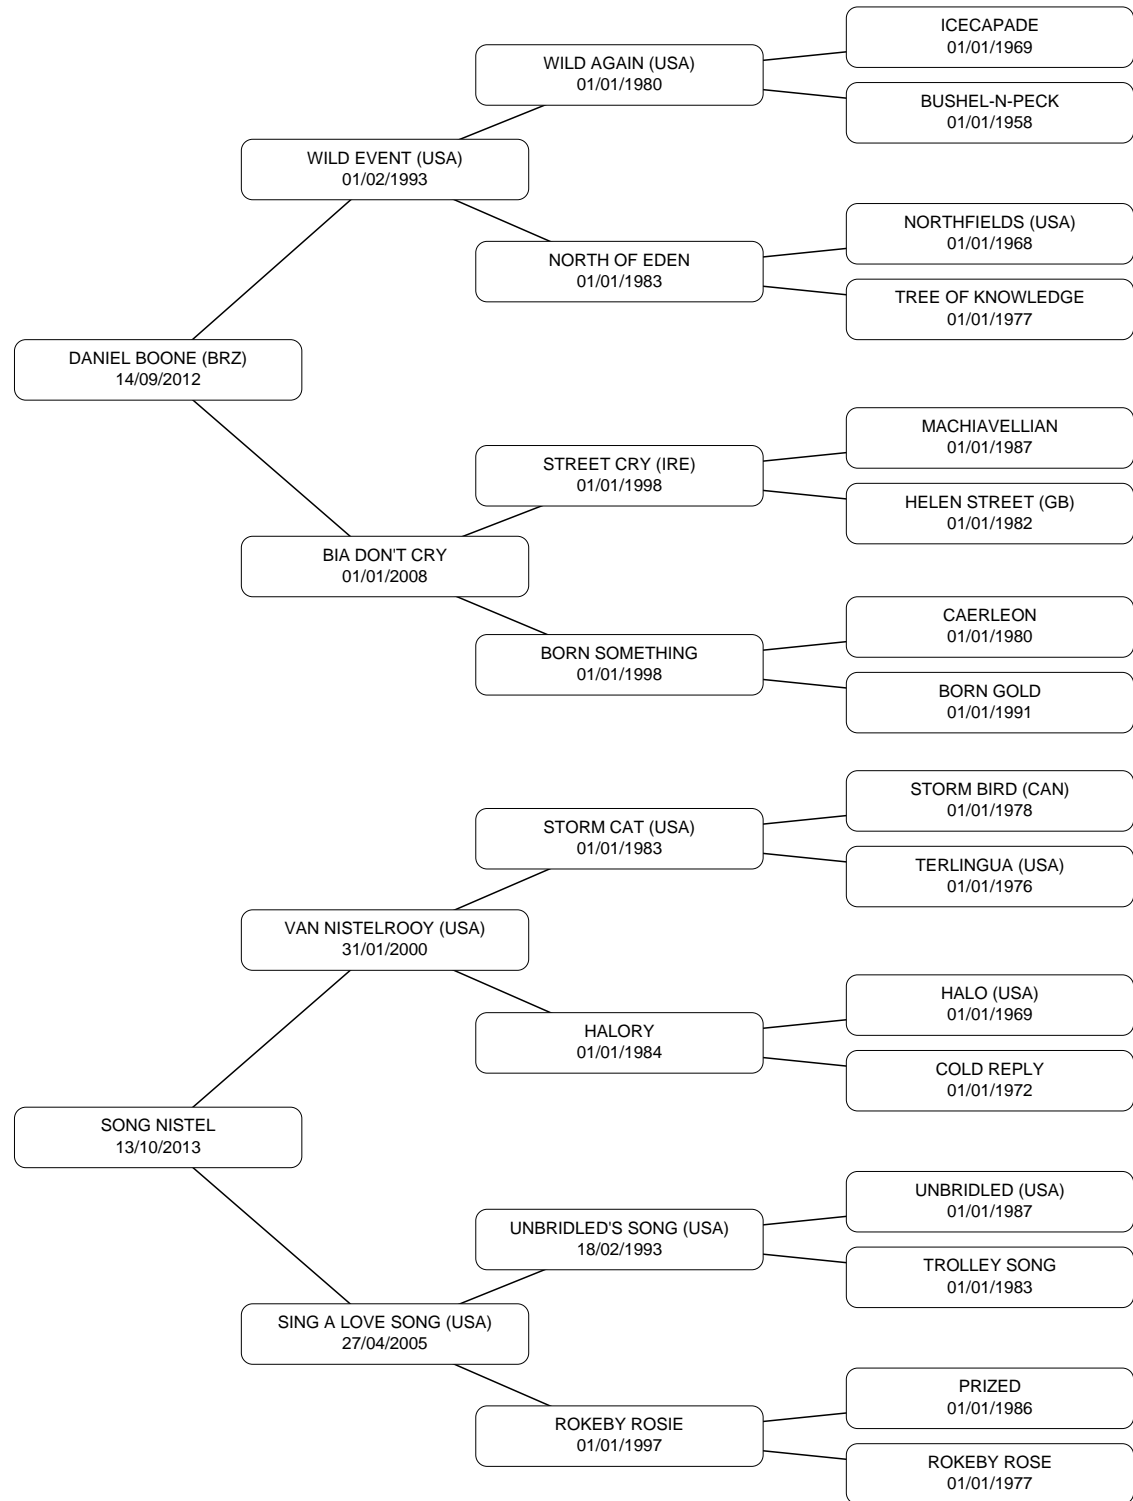 ICECAPADE
01/01/1969
WILD AGAIN (USA)
01/01/1980
BUSHEL-N-PECK
01/01/1958
WILD EVENT (USA)
01/02/1993
NORTHFIELDS (USA)
01/01/1968
NORTH OF EDEN
01/01/1983
TREE OF KNOWLEDGE
01/01/1977
DANIEL BOONE (BRZ)
14/09/2012
MACHIAVELLIAN
01/01/1987
STREET CRY (IRE)
01/01/1998
HELEN STREET (GB)
01/01/1982
BIA DON'T CRY
01/01/2008
CAERLEON
01/01/1980
BORN SOMETHING
01/01/1998
BORN GOLD
01/01/1991
STORM BIRD (CAN)
01/01/1978
STORM CAT (USA)
01/01/1983
TERLINGUA (USA)
01/01/1976
VAN NISTELROOY (USA)
31/01/2000
HALO (USA)
01/01/1969
HALORY
01/01/1984
COLD REPLY
01/01/1972
SONG NISTEL
13/10/2013
UNBRIDLED (USA)
01/01/1987
UNBRIDLED'S SONG (USA)
18/02/1993
TROLLEY SONG
01/01/1983
SING A LOVE SONG (USA)
27/04/2005
PRIZED
01/01/1986
ROKEBY ROSIE
01/01/1997
ROKEBY ROSE
01/01/1977